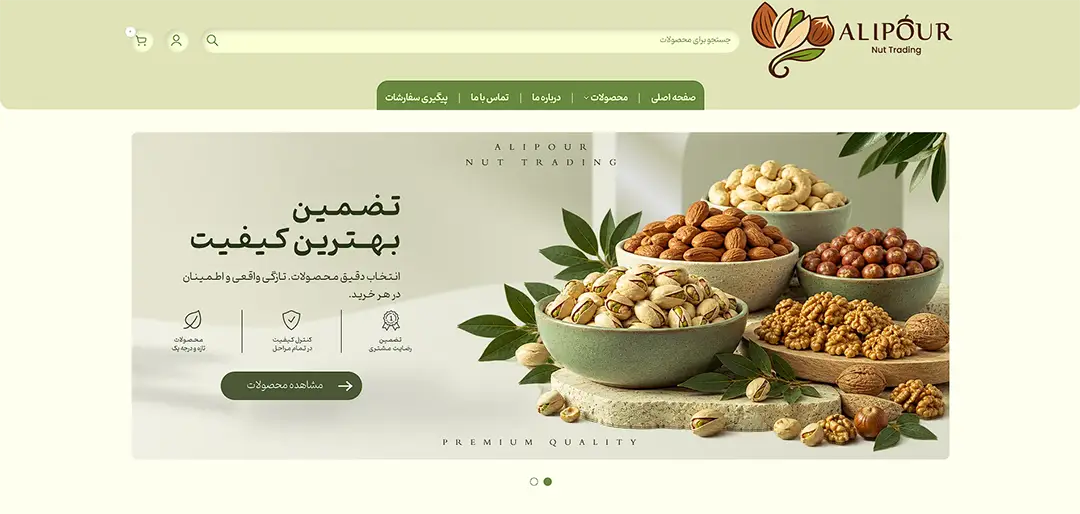 ALIPOUR
Nut Trading
جستجو برای محصولات
۰
صفحه اصلی | محصولات | درباره ما | تماس با ما | پیگیری سفارشات
ALIPOUR
NUT TRADING
تضمین
بهترین کیفیت
انتخاب دقیق محصولات، تازگی واقعی و اطمینان
در هر خرید.
تضمین
رضایت مشتری
کنترل کیفیت
در تمام مراحل
محصولات
تازه و درجه یک
مشاهده محصولات
PREMIUM QUALITY